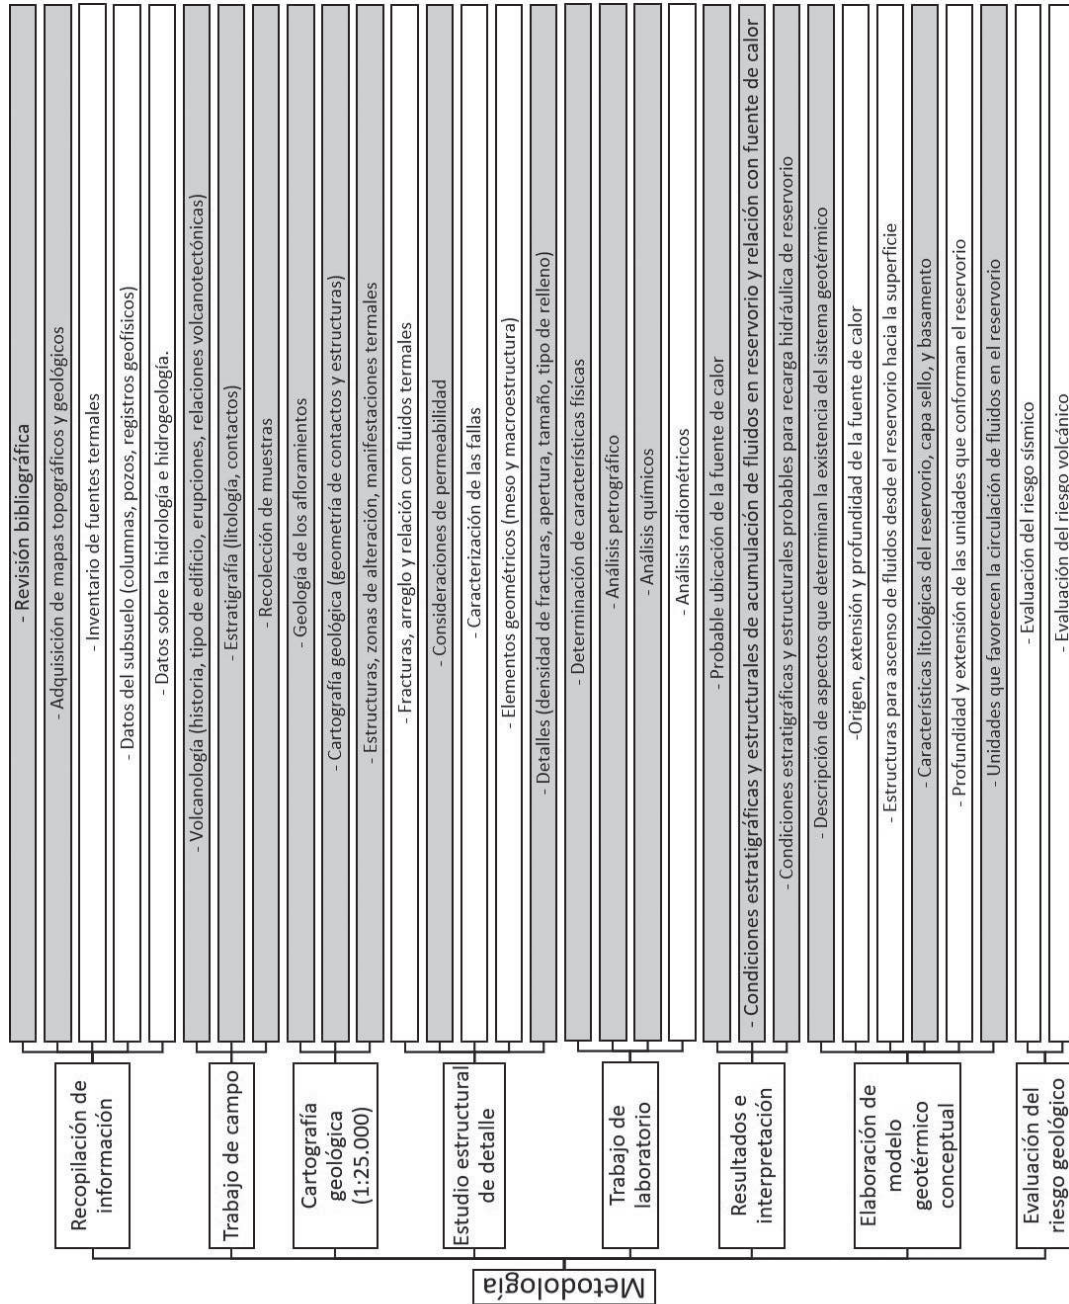 Metodología
Recopilación de
información
- Revisión bibliográfica
- Adquisición de mapas topográficos y geológicos
- Inventario de fuentes termales
- Datos del subsuelo (columnas, pozos, registros geofísicos)
- Datos sobre la hidrología e hidrogeología.
Trabajo de campo
- Volcanología (historia, tipo de edificio, erupciones, relaciones volcanotectónicas)
- Estratigrafía (litología, contactos)
- Recolección de muestras
Cartografía
geológica
(1:25.000)
- Geología de los afloramientos
- Cartografía geológica (geometría de contactos y estructuras)
- Estructuras, zonas de alteración, manifestaciones termales
Estudio estructural
de detalle
- Fracturas, arreglo y relación con fluidos termales
- Consideraciones de permeabilidad
- Caracterización de las fallas
- Elementos geométricos (meso y macroestructura)
- Detalles (densidad de fracturas, apertura, tamaño, tipo de relleno)
Trabajo de
laboratorio
- Determinación de características físicas
- Análisis petrográfico
- Análisis químicos
- Análisis radiométricos
Resultados e
interpretación
- Probable ubicación de la fuente de calor
- Condiciones estratigráficas y estructurales de acumulación de fluidos en reservorio y relación con fuente de calor
- Condiciones estratigráficas y estructurales probables para recarga hidráulica de reservorio
Elaboración de
modelo
geotérmico
conceptual
- Descripción de aspectos que determinan la existencia del sistema geotérmico
-Origen, extensión y profundidad de la fuente de calor
- Estructuras para ascenso de fluidos desde el reservorio hacia la superficie
- Características litológicas del reservorio, capa sello, y basamento
- Profundidad y extensión de las unidades que conforman el reservorio
- Unidades que favorecen la circulación de fluidos en el reservorio
Evaluación del
riesgo geológico
- Evaluación del riesgo sísmico
- Evaluación del riesgo volcánico